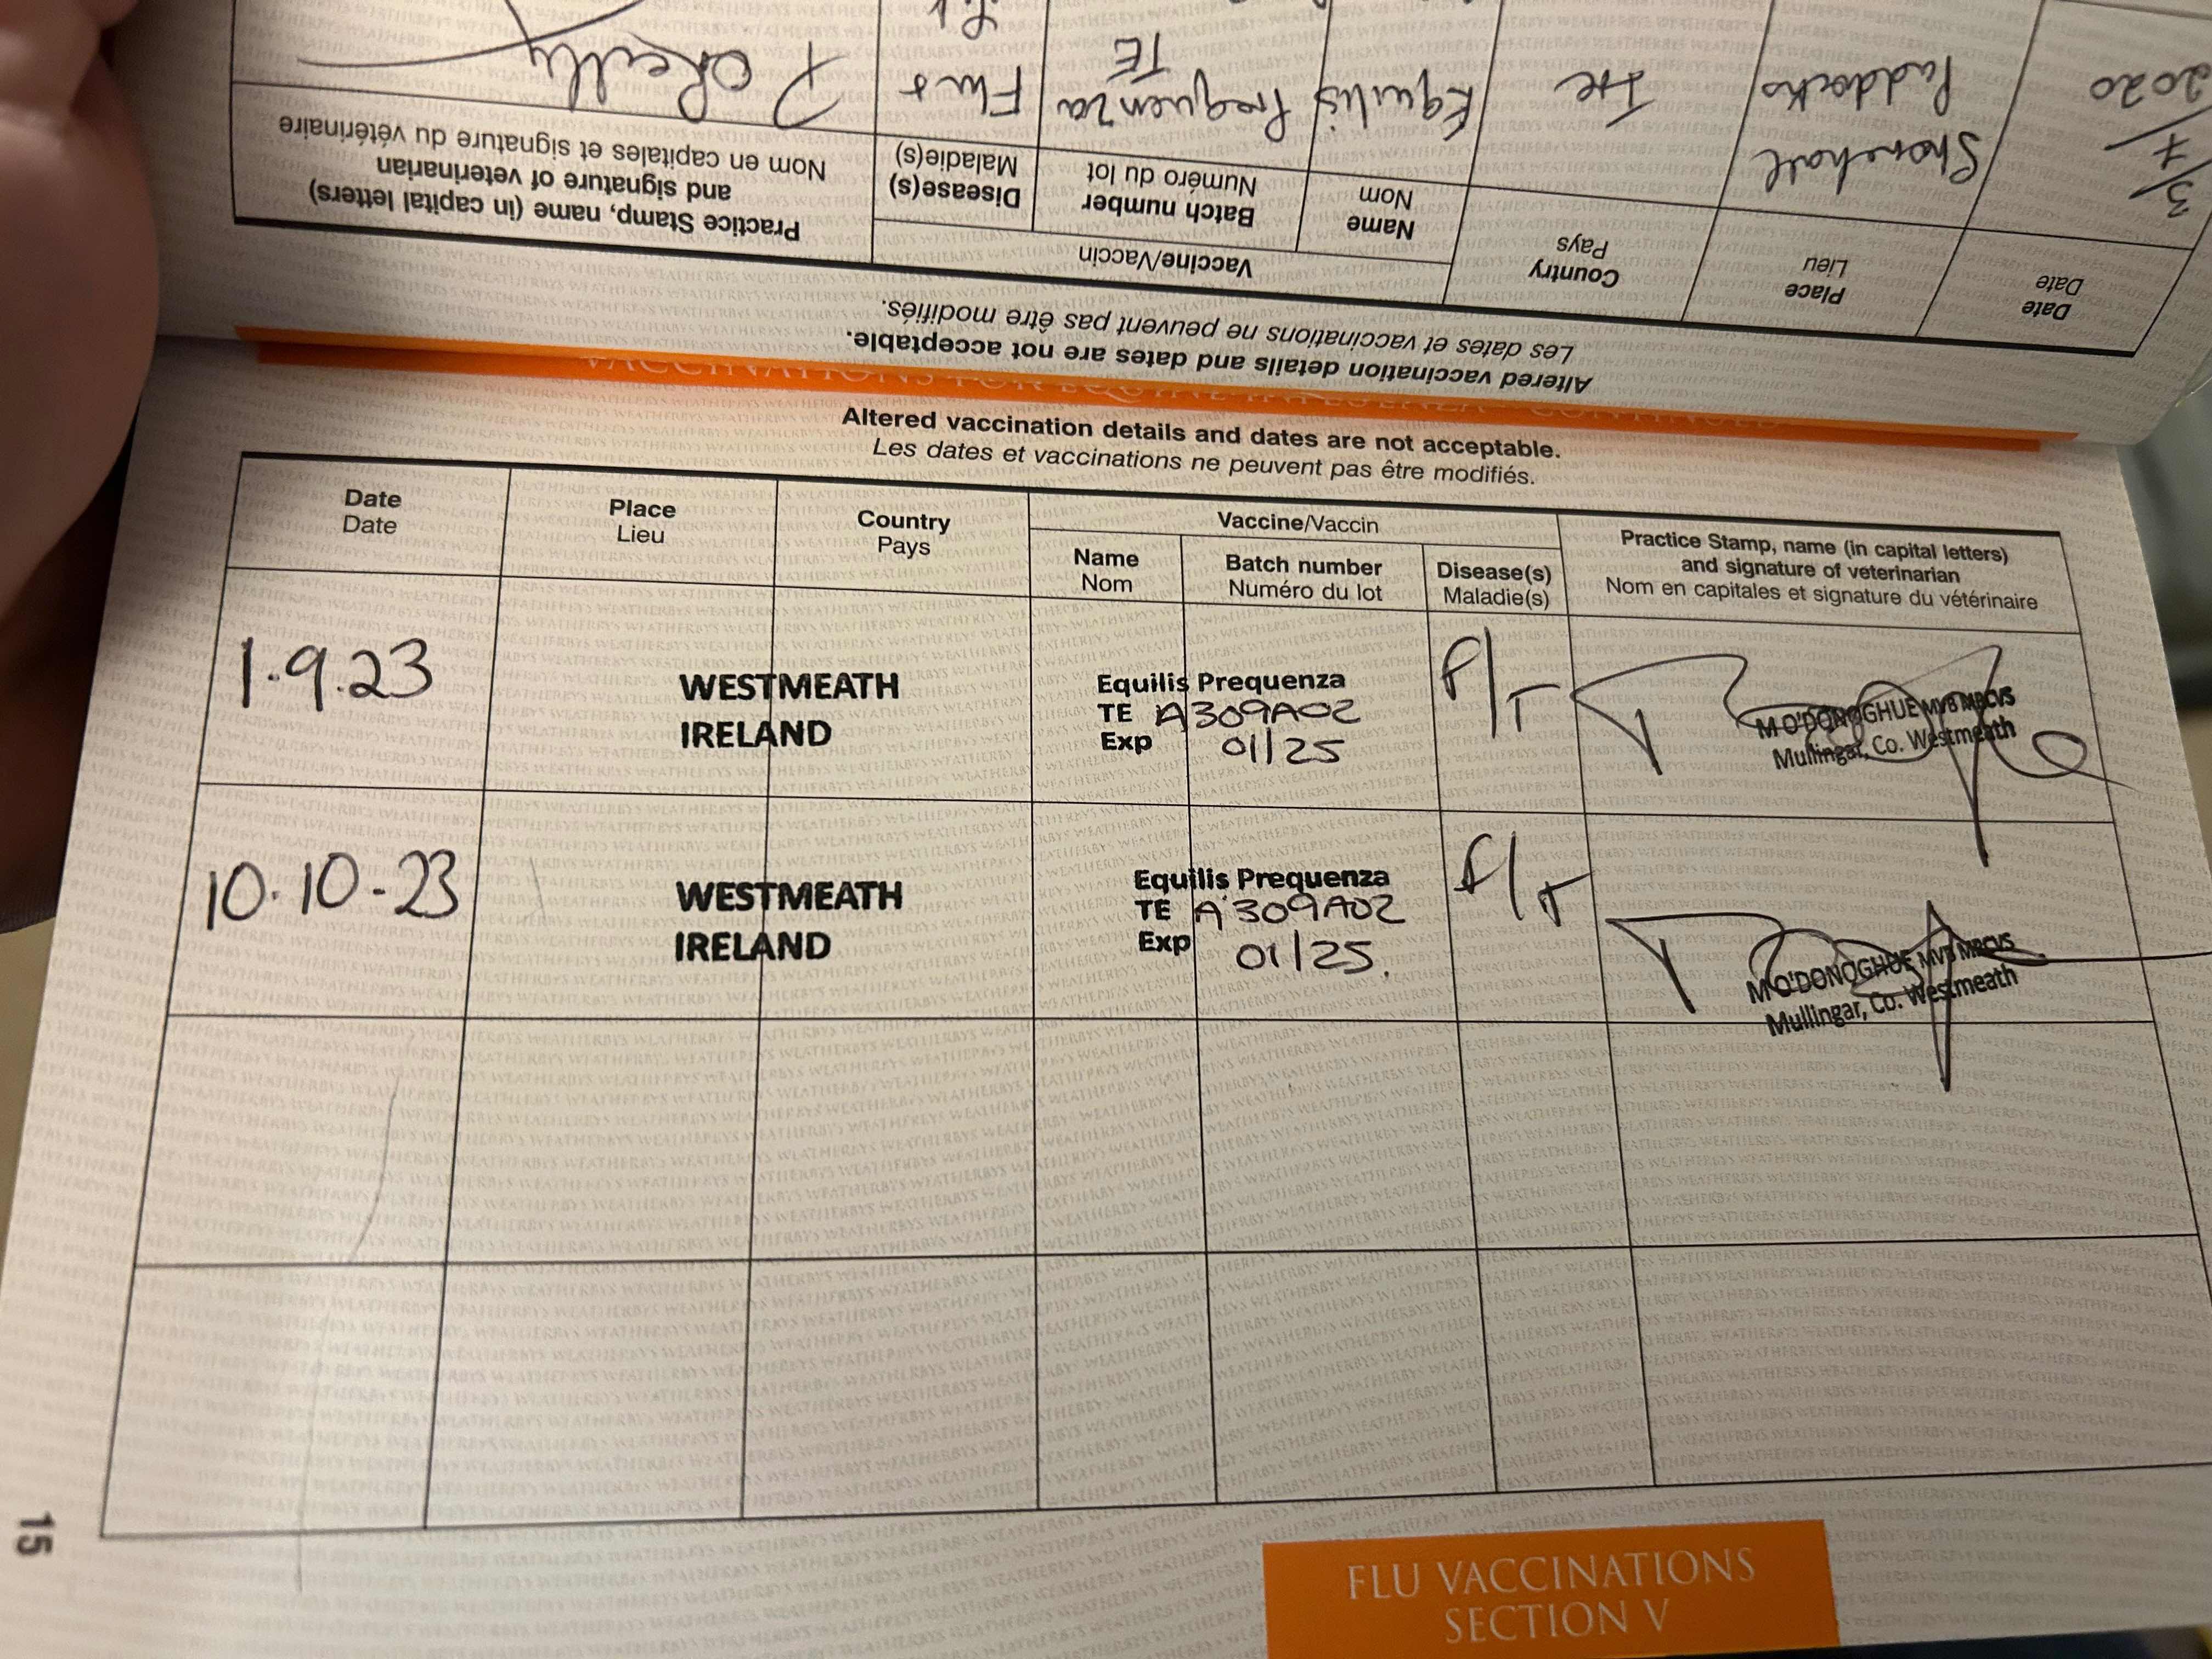 Altered vaccination details and dates are not acceptable.
Les dates et vaccinations ne peuvent pas être modifiés.
Date
Date
Place
Lieu
Country
Pays
Vaccine/Vaccin
Name
Nom
Batch number
Numéro du lot
Disease(s)
Maladie(s)
Practice Stamp, name (in capital letters)
and signature of veterinarian
Nom en capitales et signature du vétérinaire
3/7/
2020
Paddocks
Ire
Equilis Prequenza
TE
Flu +
VACCINATIONS FOR EQUINE INFLUENZA - CONTINUED
Altered vaccination details and dates are not acceptable.
Les dates et vaccinations ne peuvent pas être modifiés.
Date
Date
Place
Lieu
Country
Pays
Vaccine/Vaccin
Name
Nom
Batch number
Numéro du lot
Disease(s)
Maladie(s)
Practice Stamp, name (in capital letters)
and signature of veterinarian
Nom en capitales et signature du vétérinaire
1.9.23
WESTMEATH
IRELAND
Equilis Prequenza
TE A309A02
Exp 01/25
F/T
M O'DONOGHUE MVB MRCVS
Mullingar, Co. Westmeath
10.10-23
WESTMEATH
IRELAND
Equilis Prequenza
TE A309A02
Exp 01/25.
F/T
M O'DONOGHUE MVB MRCVS
Mullingar, Co. Westmeath
15
FLU VACCINATIONS
SECTION V